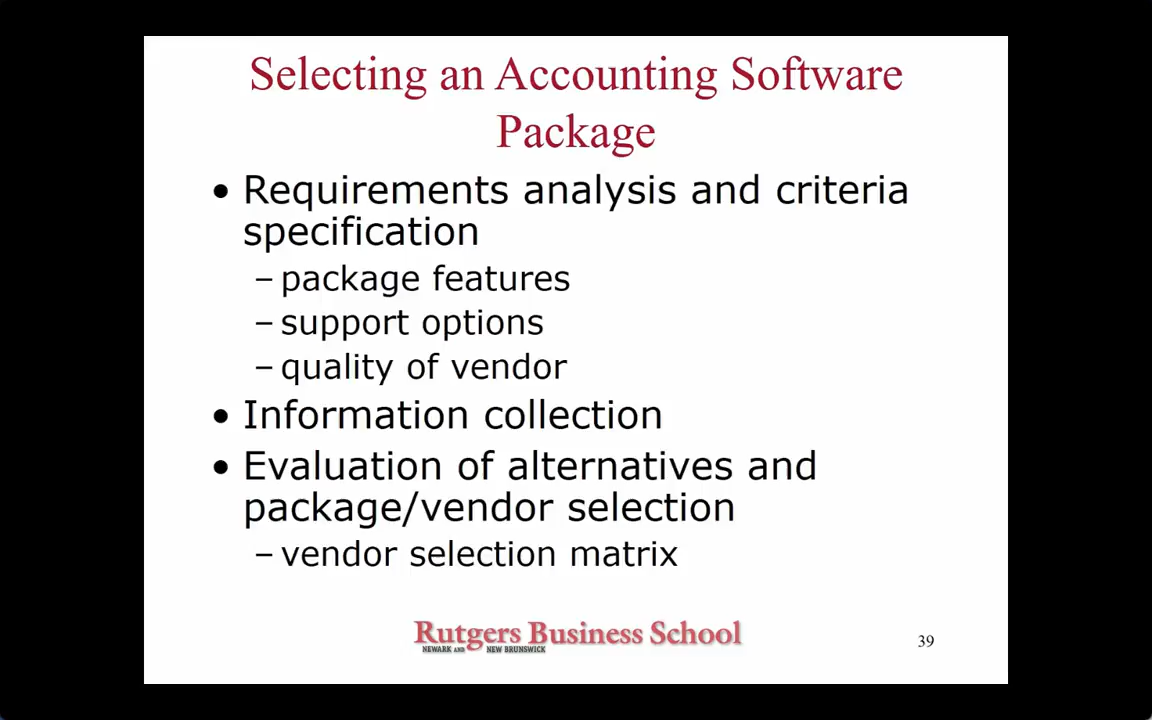 Selecting an Accounting Software
Package
• Requirements analysis and criteria
specification
– package features
– support options
– quality of vendor
• Information collection
• Evaluation of alternatives and
package/vendor selection
– vendor selection matrix
Rutgers Business School
NEWARK AND NEW BRUNSWICK
39